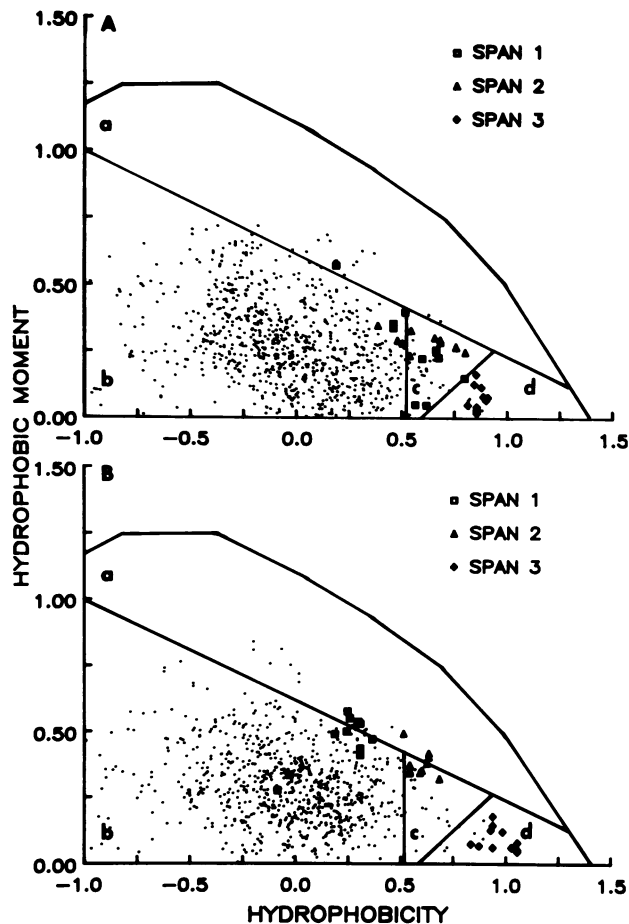 A
1.50
1.00
0.50
0.00
-1.0
-0.5
0.0
0.5
1.0
1.5
SPAN 1
SPAN 2
SPAN 3
a
b
c
d
HYDROPHOBIC MOMENT
B
1.50
1.00
0.50
0.00
-1.0
-0.5
0.0
0.5
1.0
1.5
SPAN 1
SPAN 2
SPAN 3
a
b
c
d
HYDROPHOBICITY